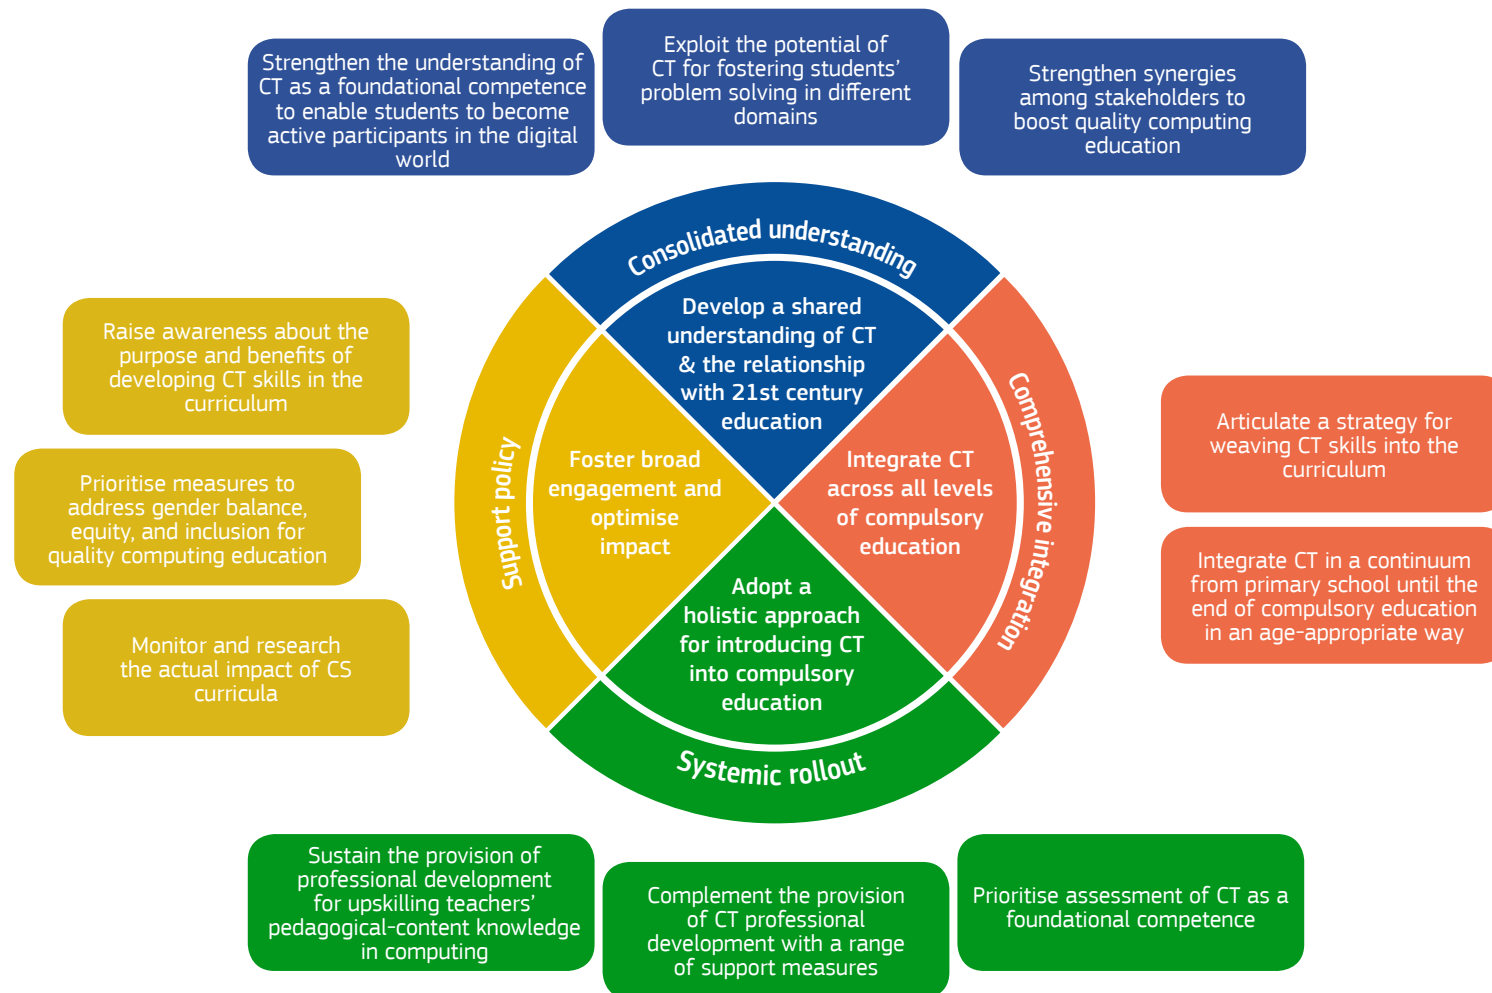 Strengthen the understanding of
CT as a foundational competence
to enable students to become
active participants in the digital
world
Exploit the potential of
CT for fostering students’
problem solving in different
domains
Strengthen synergies
among stakeholders to
boost quality computing
education
Consolidated understanding
Develop a shared
understanding of CT
& the relationship
with 21st century
education
Raise awareness about the
purpose and benefits of
developing CT skills in the
curriculum
Prioritise measures to
address gender balance,
equity, and inclusion for
quality computing education
Monitor and research
the actual impact of CS
curricula
Support policy
Foster broad
engagement and
optimise
impact
Integrate CT
across all levels
of compulsory
education
Comprehensive integration
Articulate a strategy for
weaving CT skills into the
curriculum
Integrate CT in a continuum
from primary school until the
end of compulsory education
in an age-appropriate way
Adopt a
holistic approach
for introducing CT
into compulsory
education
Systemic rollout
Sustain the provision of
professional development
for upskilling teachers’
pedagogical-content knowledge
in computing
Complement the provision
of CT professional
development with a range
of support measures
Prioritise assessment of CT as a
foundational competence